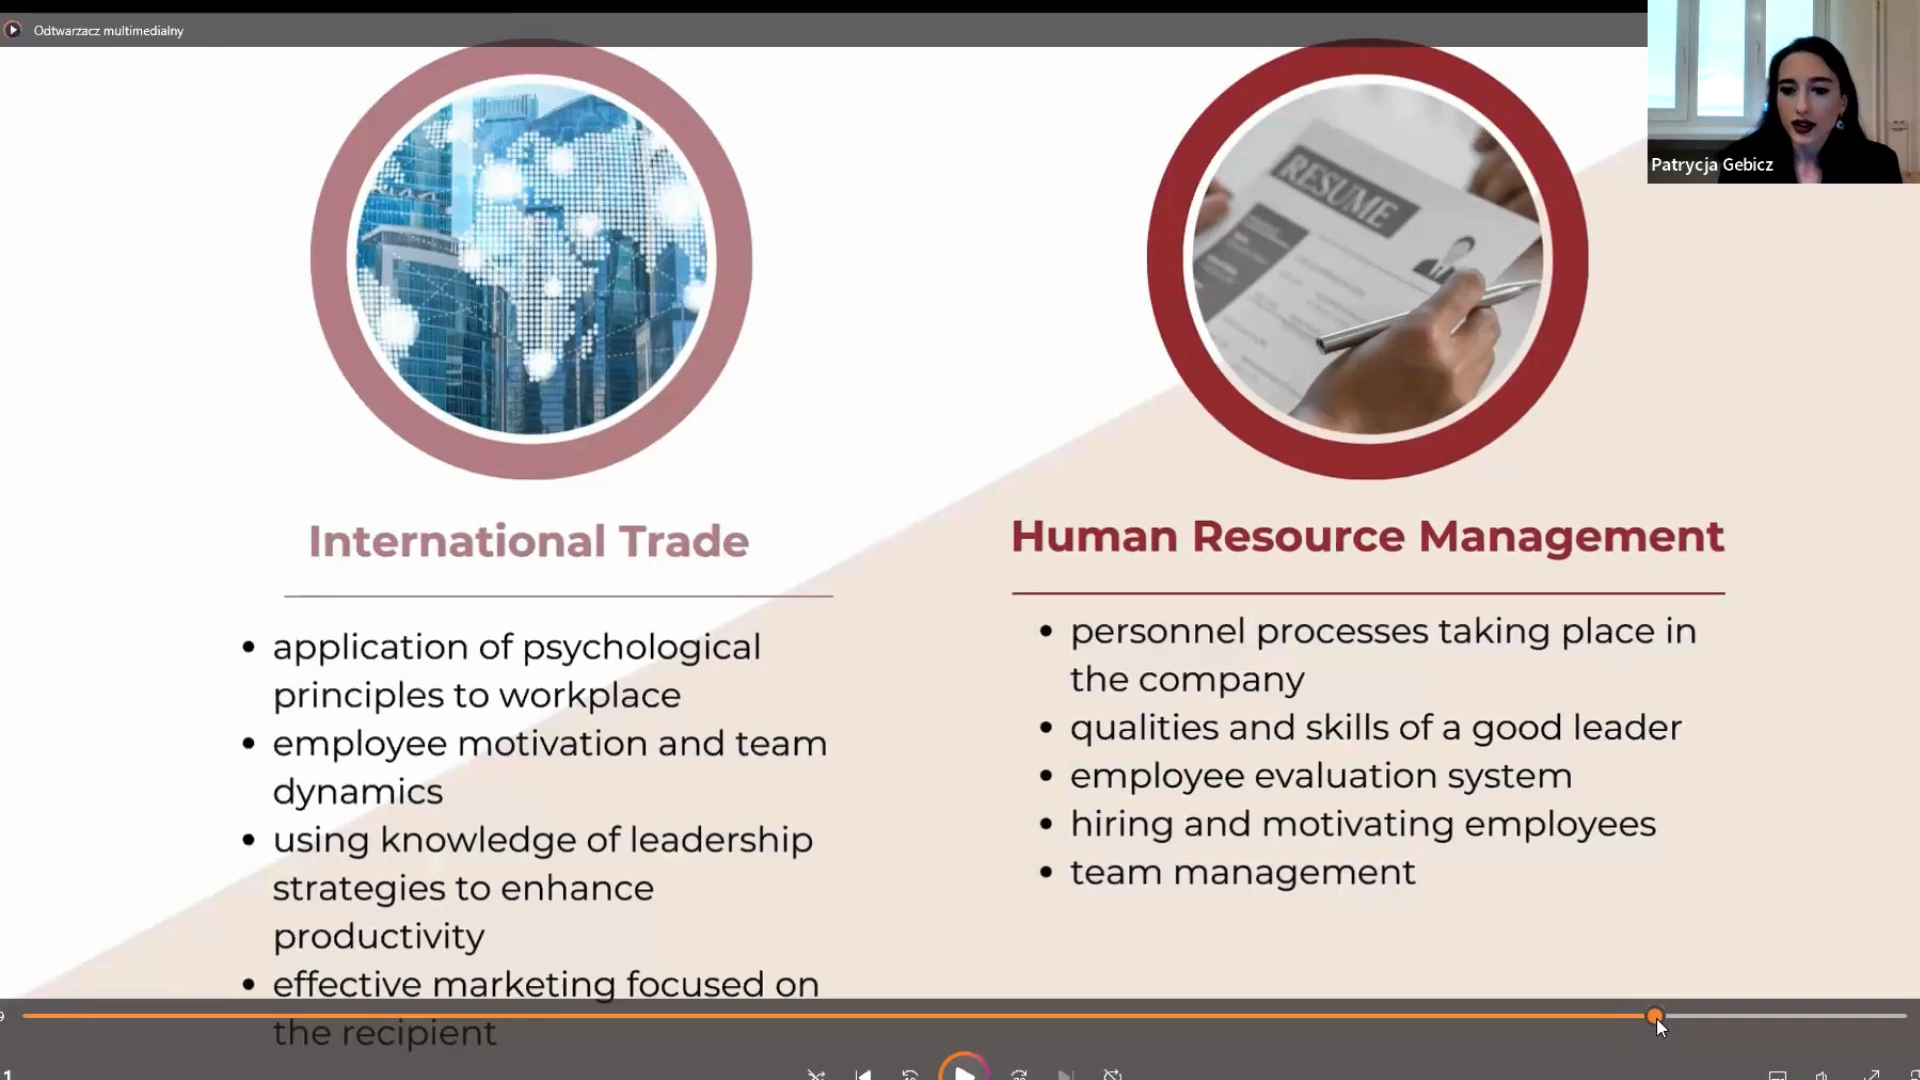 Odtwarzacz multimedialny
Patrycja Gebicz
RESUME
International Trade
application of psychological
principles to workplace
employee motivation and team
dynamics
using knowledge of leadership
strategies to enhance
productivity
effective marketing focused on
the recipient
Human Resource Management
personnel processes taking place in
the company
qualities and skills of a good leader
employee evaluation system
hiring and motivating employees
team management